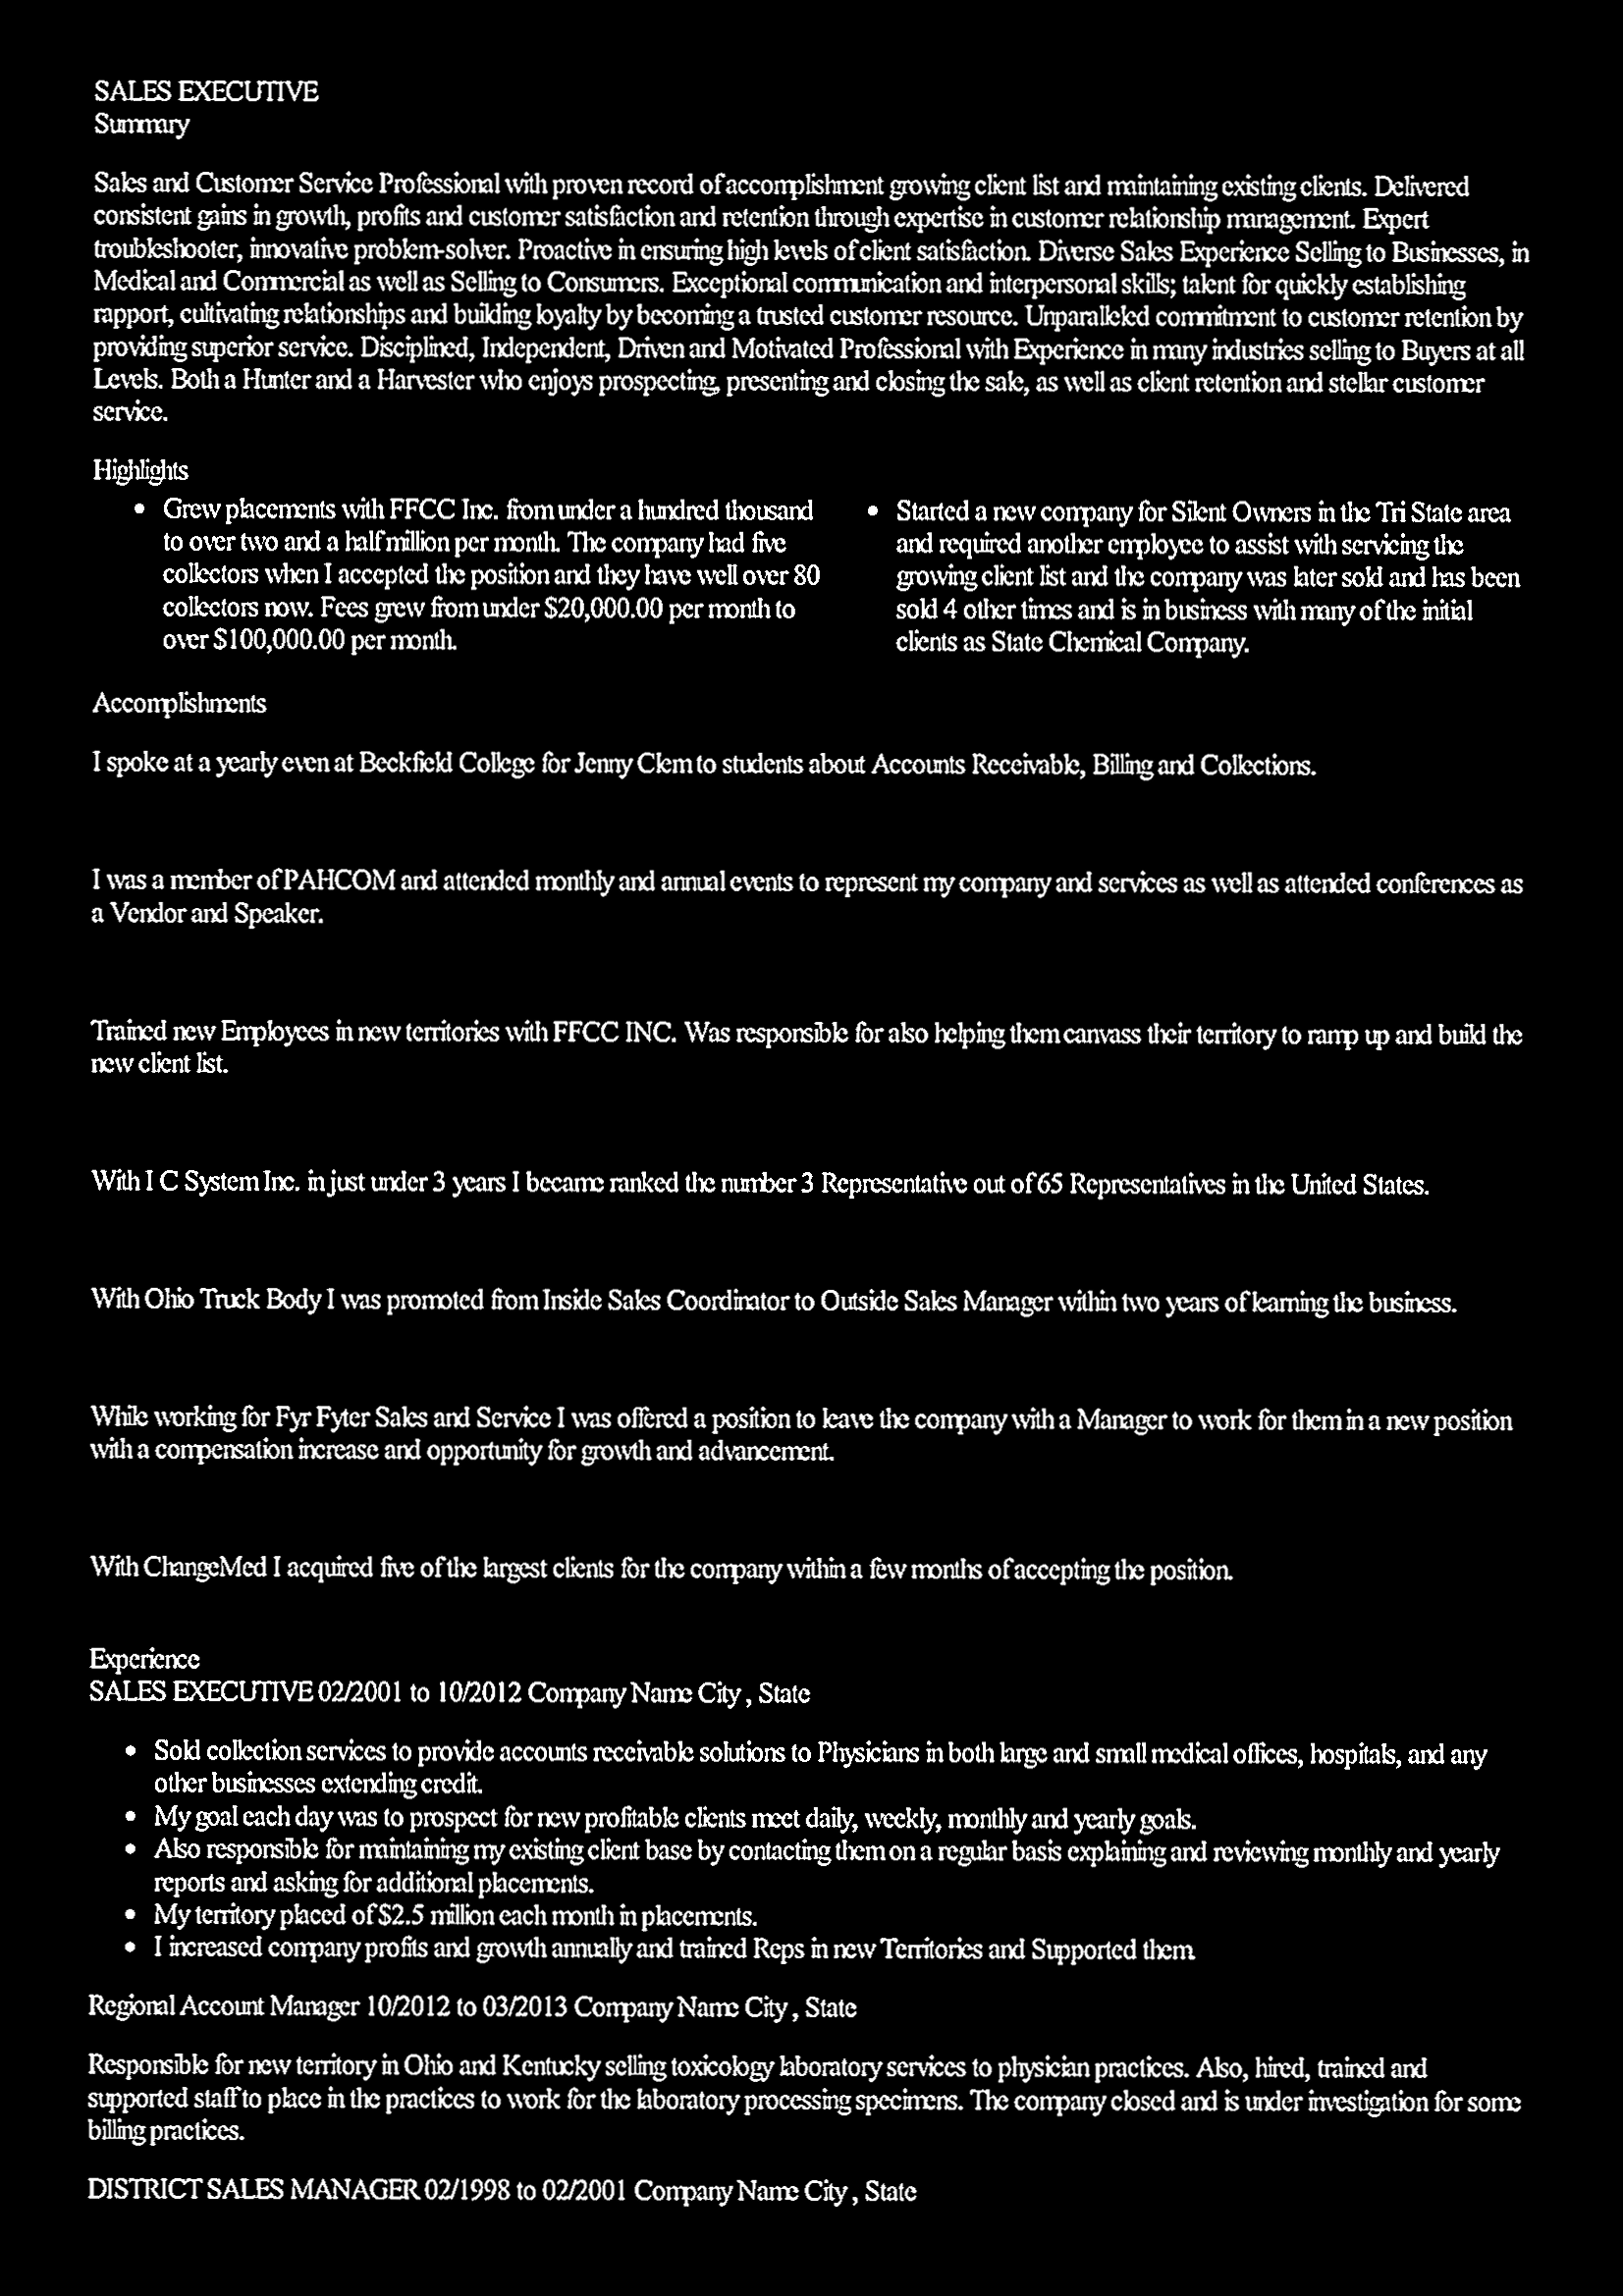 SALES EXECUTIVE
Summary
Sales and Customer Service Professional with proven record of accomplishment growing client list and maintaining existing clients. Delivered
consistent gains in growth, profits and customer satisfaction and retention through expertise in customer relationship management. Expert
troubleshooter, innovative problem-solver. Proactive in ensuring high levels of client satisfaction. Diverse Sales Experience Selling to Businesses, in
Medical and Commercial as well as Selling to Consumers. Exceptional communication and interpersonal skills; talent for quickly establishing
rapport, cultivating relationships and building loyalty by becoming a trusted customer resource. Unparalleled commitment to customer retention by
providing superior service. Disciplined, Independent, Driven and Motivated Professional with Experience in many industries selling to Buyers at all
Levels. Both a Hunter and a Harvester who enjoys prospecting, presenting and closing the sale, as well as client retention and stellar customer
service.
Highlights
• Grew placements with FFCC Inc. from under a hundred thousand
to over two and a half million per month. The company had five
collectors when I accepted the position and they have well over 80
collectors now. Fees grew from under $20,000.00 per month to
over $100,000.00 per month.
• Started a new company for Silent Owners in the Tri State area
and required another employee to assist with servicing the
growing client list and the company was later sold and has been
sold 4 other times and is in business with many of the initial
clients as State Chemical Company.
Accomplishments
I spoke at a yearly even at Beckfield College for Jenny Clem to students about Accounts Receivable, Billing and Collections.
I was a member of PAHCOM and attended monthly and annual events to represent my company and services as well as attended conferences as
a Vendor and Speaker.
Trained new Employees in new territories with FFCC INC. Was responsible for also helping them canvass their territory to ramp up and build the
new client list.
With I C System Inc. in just under 3 years I became ranked the number 3 Representative out of 65 Representatives in the United States.
With Ohio Truck Body I was promoted from Inside Sales Coordinator to Outside Sales Manager within two years of learning the business.
While working for Fyr Fyter Sales and Service I was offered a position to leave the company with a Manager to work for them in a new position
with a compensation increase and opportunity for growth and advancement.
With ChangeMed I acquired five of the largest clients for the company within a few months of accepting the position.
Experience
SALES EXECUTIVE 02/2001 to 10/2012 Company Name City , State
• Sold collection services to provide accounts receivable solutions to Physicians in both large and small medical offices, hospitals, and any
other businesses extending credit.
• My goal each day was to prospect for new profitable clients meet daily, weekly, monthly and yearly goals.
• Also responsible for maintaining my existing client base by contacting them on a regular basis explaining and reviewing monthly and yearly
reports and asking for additional placements.
• My territory placed of $2.5 million each month in placements.
• I increased company profits and growth annually and trained Reps in new Territories and Supported them.
Regional Account Manager 10/2012 to 03/2013 Company Name City , State
Responsible for new territory in Ohio and Kentucky selling toxicology laboratory services to physician practices. Also, hired, trained and
supported staff to place in the practices to work for the laboratory processing specimens. The company closed and is under investigation for some
billing practices.
DISTRICT SALES MANAGER 02/1998 to 02/2001 Company Name City , State